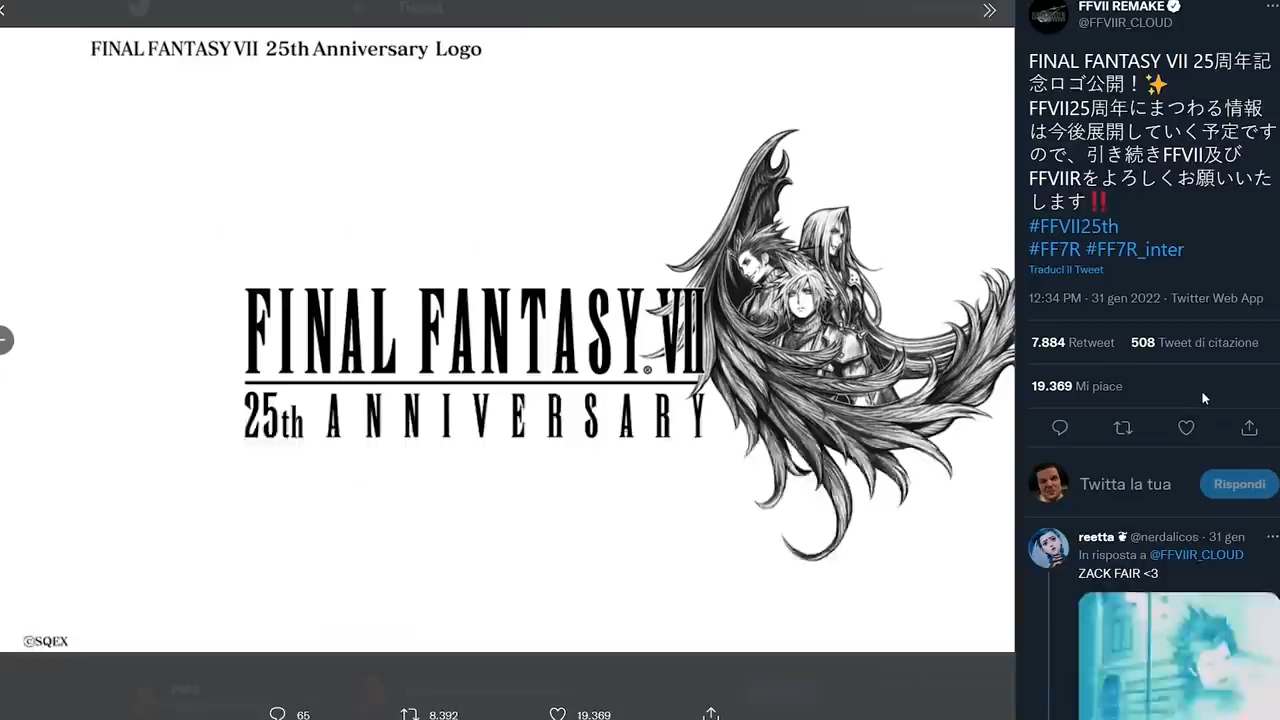 FINAL FANTASY VII 25th Anniversary Logo
FINAL FANTASY® VII
25th ANNIVERSARY
©SQEX
65
8.392
19.369
FFVII REMAKE
@FFVIIR_CLOUD
FINAL FANTASY VII 25周年記
念ロゴ公開！✨
FFVII25周年にまつわる情報
は今後展開していく予定です
ので、引き続きFFVII及び
FFVIIRをよろしくお願いいた
します‼️
#FFVII25th
#FF7R #FF7R_inter
Traduci il Tweet
12:34 PM · 31 gen 2022 · Twitter Web App
7.884 Retweet 508 Tweet di citazione
19.369 Mi piace
Twitta la tua
Rispondi
reetta ❦ @nerdalicos · 31 gen
In risposta a @FFVIIR_CLOUD
ZACK FAIR <3